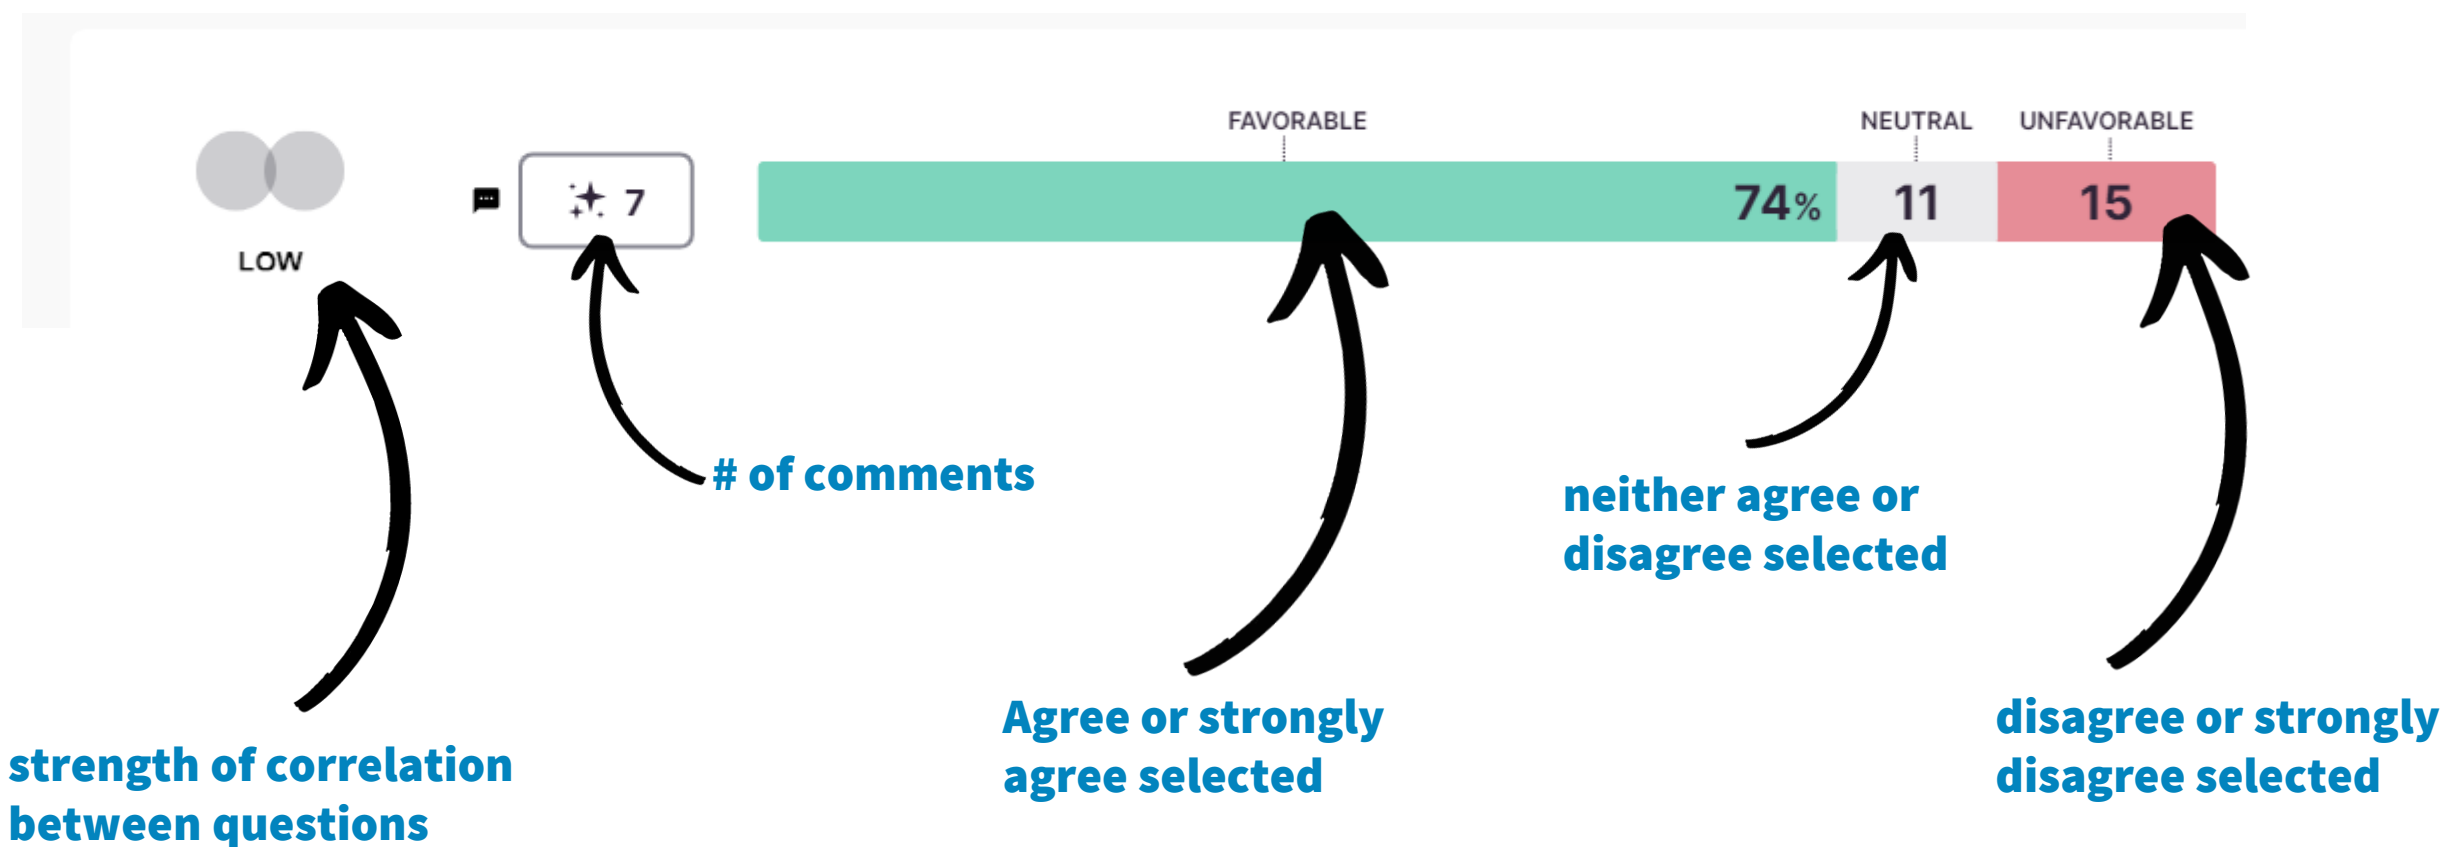 FAVORABLE
NEUTRAL
UNFAVORABLE
LOW
7
74%
11
15
# of comments
neither agree or
disagree selected
Agree or strongly
agree selected
disagree or strongly
disagree selected
strength of correlation
between questions